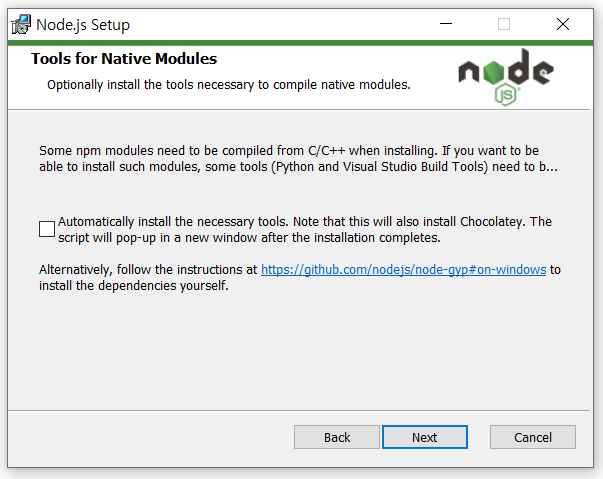 Node.js Setup
Tools for Native Modules
Optionally install the tools necessary to compile native modules.
node
JS
Some npm modules need to be compiled from C/C++ when installing. If you want to be
able to install such modules, some tools (Python and Visual Studio Build Tools) need to b...
Automatically install the necessary tools. Note that this will also install Chocolatey. The
script will pop-up in a new window after the installation completes.
Alternatively, follow the instructions at https://github.com/nodejs/node-gyp#on-windows to
install the dependencies yourself.
Back
Next
Cancel